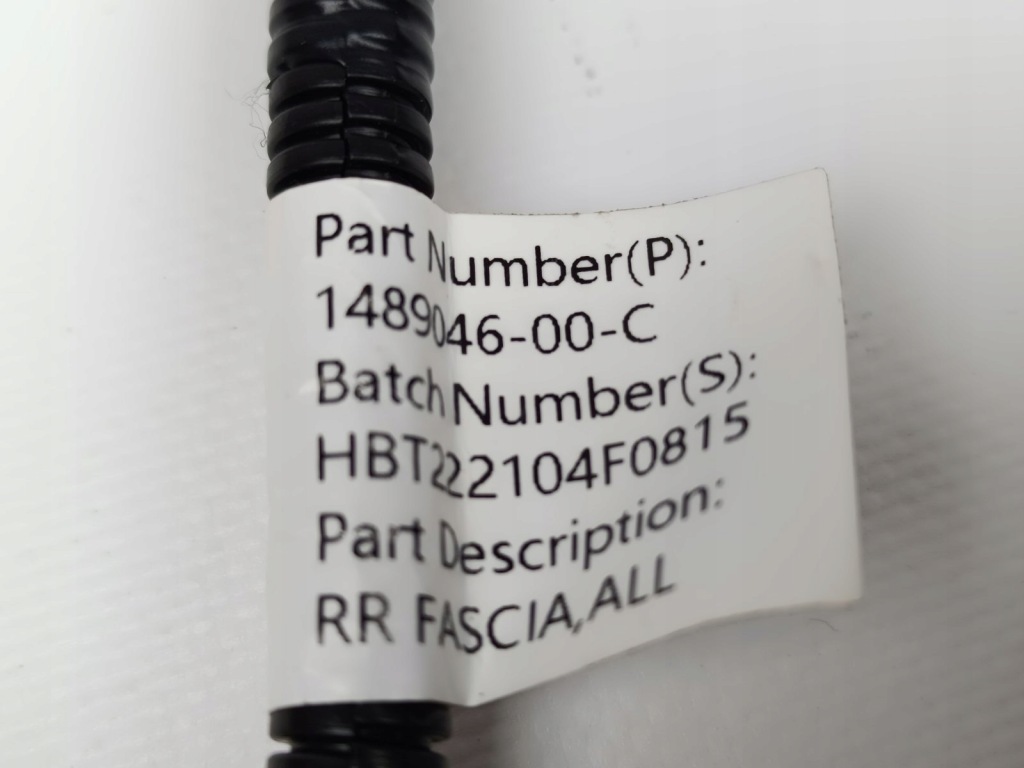 Part Number(P):
1489046-00-C
Batch Number(S):
HBT222104F0815
Part Description:
RR FASCIA,ALL